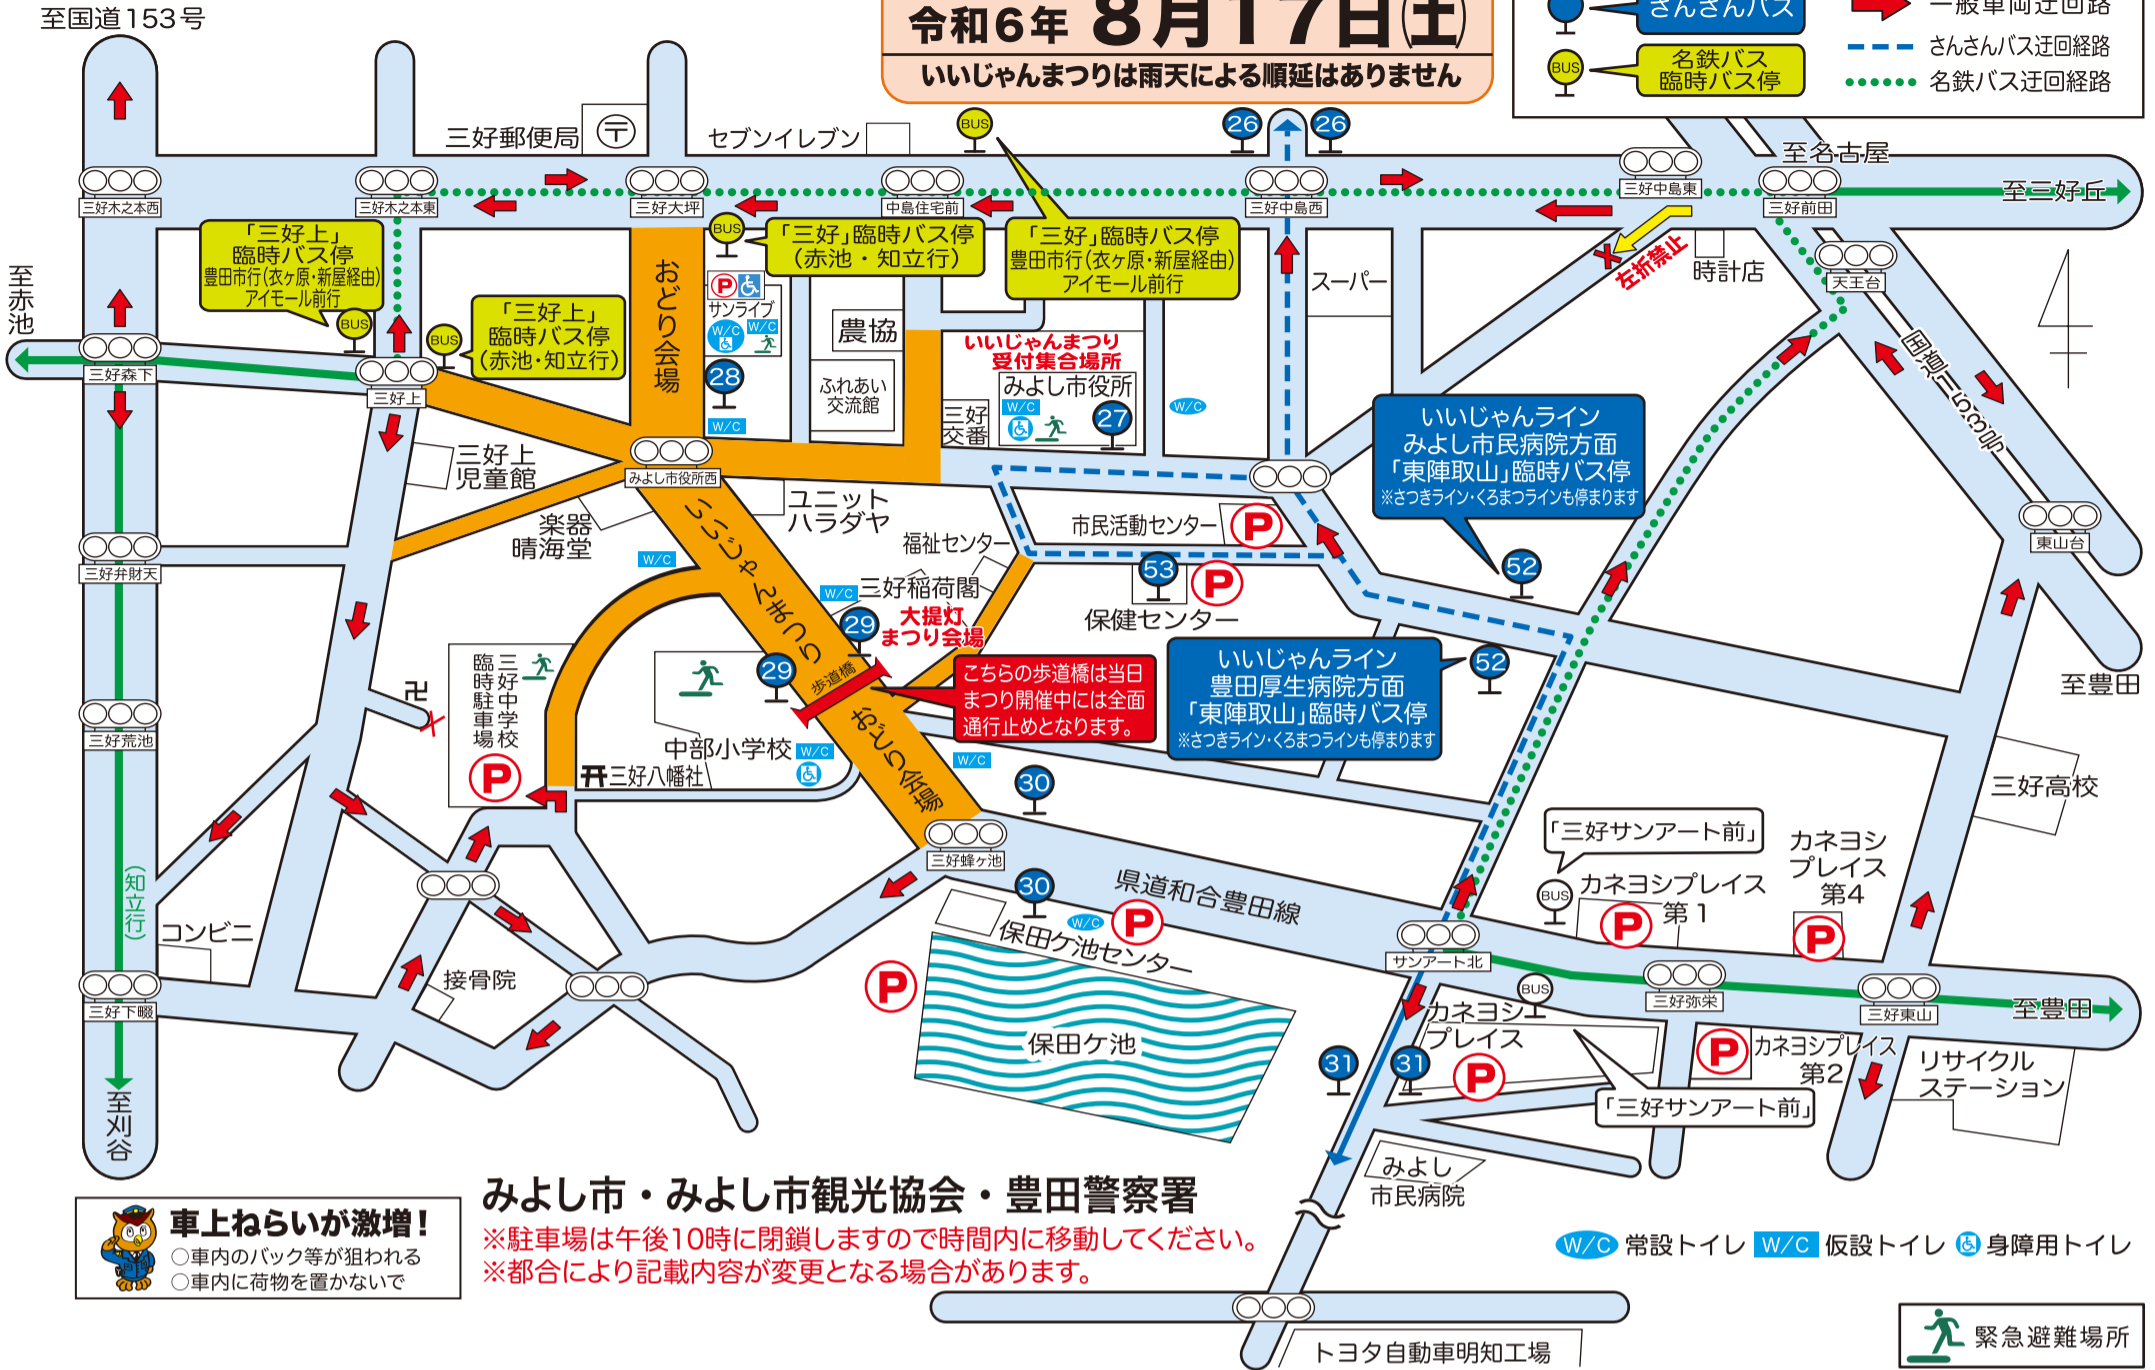 至国道153号
令和6年 8月17日(土)
いいじゃんまつりは雨天による順延はありません
さんさんバス
一般車両迂回路
BUS
名鉄バス
臨時バス停
さんさんバス迂回経路
名鉄バス迂回経路
三好郵便局
〒
セブンイレブン
BUS
26
26
至名古屋
三好木之本西
三好木之本東
三好大坪
中島住宅前
三好中島西
三好中島東
三好前田
至三好丘
「三好上」
臨時バス停
豊田市行(衣ヶ原・新屋経由)
アイモール前行
BUS
BUS
「三好」臨時バス停
(赤池・知立行)
「三好」臨時バス停
豊田市行(衣ヶ原・新屋経由)
アイモール前行
左折禁止
時計店
天王台
至赤池
おどり会場
P
サンライブ
W/C
W/C
28
W/C
農協
ふれあい
交流館
スーパー
国道153号
BUS
「三好上」
臨時バス停
(赤池・知立行)
いいじゃんまつり
受付集合場所
みよし市役所
W/C
27
三好
交番
W/C
三好森下
三好上
いいじゃんライン
みよし市民病院方面
「東陣取山」臨時バス停
※さつきライン・くろまつラインも停まります
52
三好上
児童館
みよし市役所西
ユニット
ハラダヤ
楽器
晴海堂
いいじゃんまつり
市民活動センター
P
福祉センター
53
P
保健センター
東山台
三好弁財天
W/C
W/C
三好稲荷閣
29
大提灯
まつり会場
29
歩道橋
こちらの歩道橋は当日
まつり開催中には全面
通行止めとなります。
いいじゃんライン
豊田厚生病院方面
「東陣取山」臨時バス停
※さつきライン・くろまつラインも停まります
52
至豊田
卍
三好中学校
臨時駐車場
P
中部小学校
W/C
三好八幡社
おどり会場
W/C
30
三好荒池
三好高校
三好蜂ヶ池
30
県道和合豊田線
「三好サンアート前」
BUS
カネヨシプレイス
第1
P
カネヨシ
プレイス
第4
P
(知立行)
コンビニ
接骨院
W/C
P
保田ケ池センター
P
保田ケ池
サンアート北
三好弥栄
三好東山
至豊田
三好下畷
BUS
カネヨシ
プレイス
P
31
31
P
カネヨシプレイス
第2
リサイクル
ステーション
「三好サンアート前」
至刈谷
みよし
市民病院
みよし市・みよし市観光協会・豊田警察署
※駐車場は午後10時に閉鎖しますので時間内に移動してください。
※都合により記載内容が変更となる場合があります。
車上ねらいが激増!
○車内のバック等が狙われる
○車内に荷物を置かないで
W/C 常設トイレ W/C 仮設トイレ 身障用トイレ
トヨタ自動車明知工場
緊急避難場所